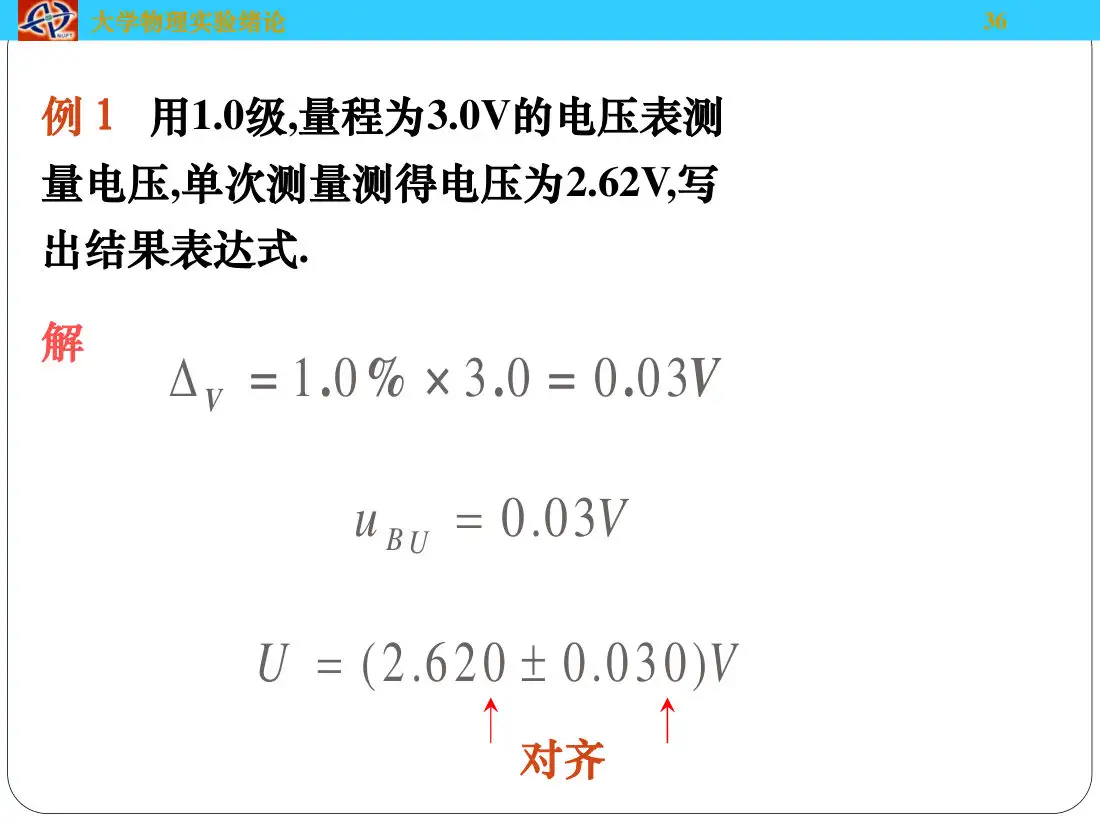 NUPT
大学物理实验绪论 36
例 1 用1.0级,量程为3.0V的电压表测
量电压,单次测量测得电压为2.62V,写
出结果表达式.
解
Δ_V = 1.0% × 3.0 = 0.03V
u_{BU} = 0.03V
U = (2.620 ± 0.030)V
对齐